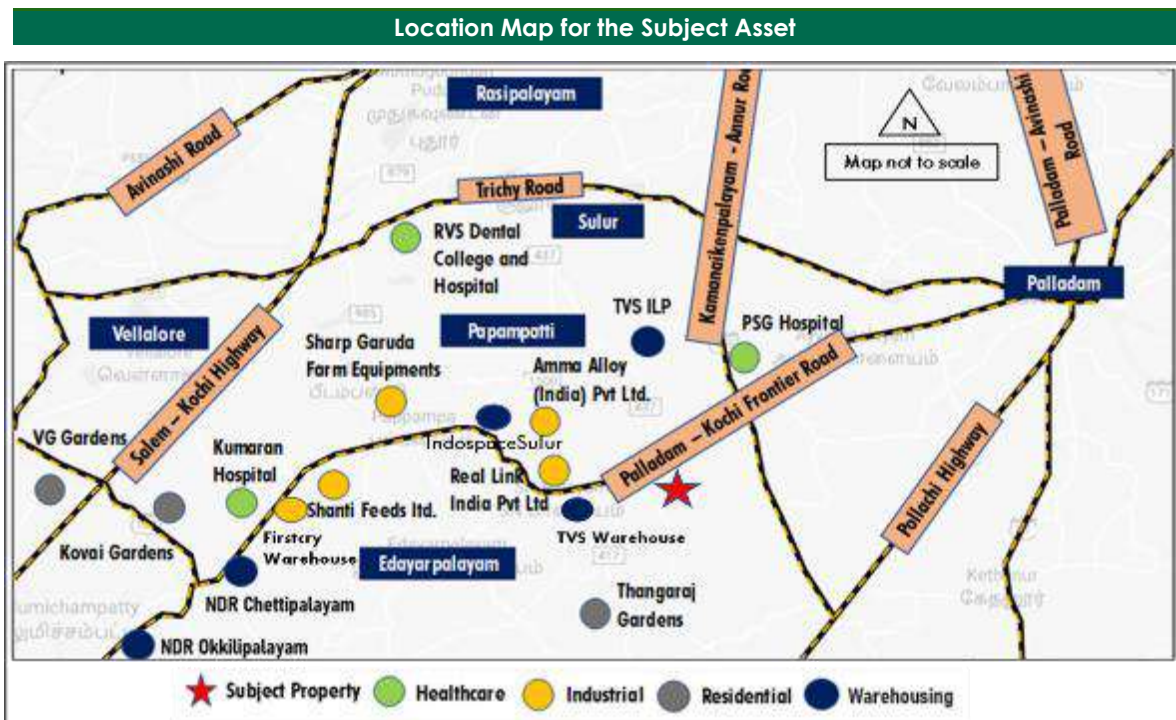 Location Map for the Subject Asset
Rasipalayam
Avinashi Road
Trichy Road
Kamanaikenpalayam - Annur Roa
Palladam – Avinashi
Road
N
Map not to scale
Sulur
RVS Dental
College and
Hospital
Palladam
Vellalore
Papampatti
TVS ILP
PSG Hospital
Sharp Garuda
Farm Equipments
Amma Alloy
(India) Pvt Ltd.
Salem – Kochi Highway
IndospaceSulur
Palladam – Kochi Frontier Road
Pollachi Highway
VG Gardens
Kumaran
Hospital
Real Link
India Pvt Ltd
Shanti Feeds ltd.
Firstcry
Warehouse
TVS Warehouse
Kovai Gardens
Edayarpalayam
NDR Chettipalayam
Thangaraj
Gardens
NDR Okkilipalayam
Subject Property
Healthcare
Industrial
Residential
Warehousing